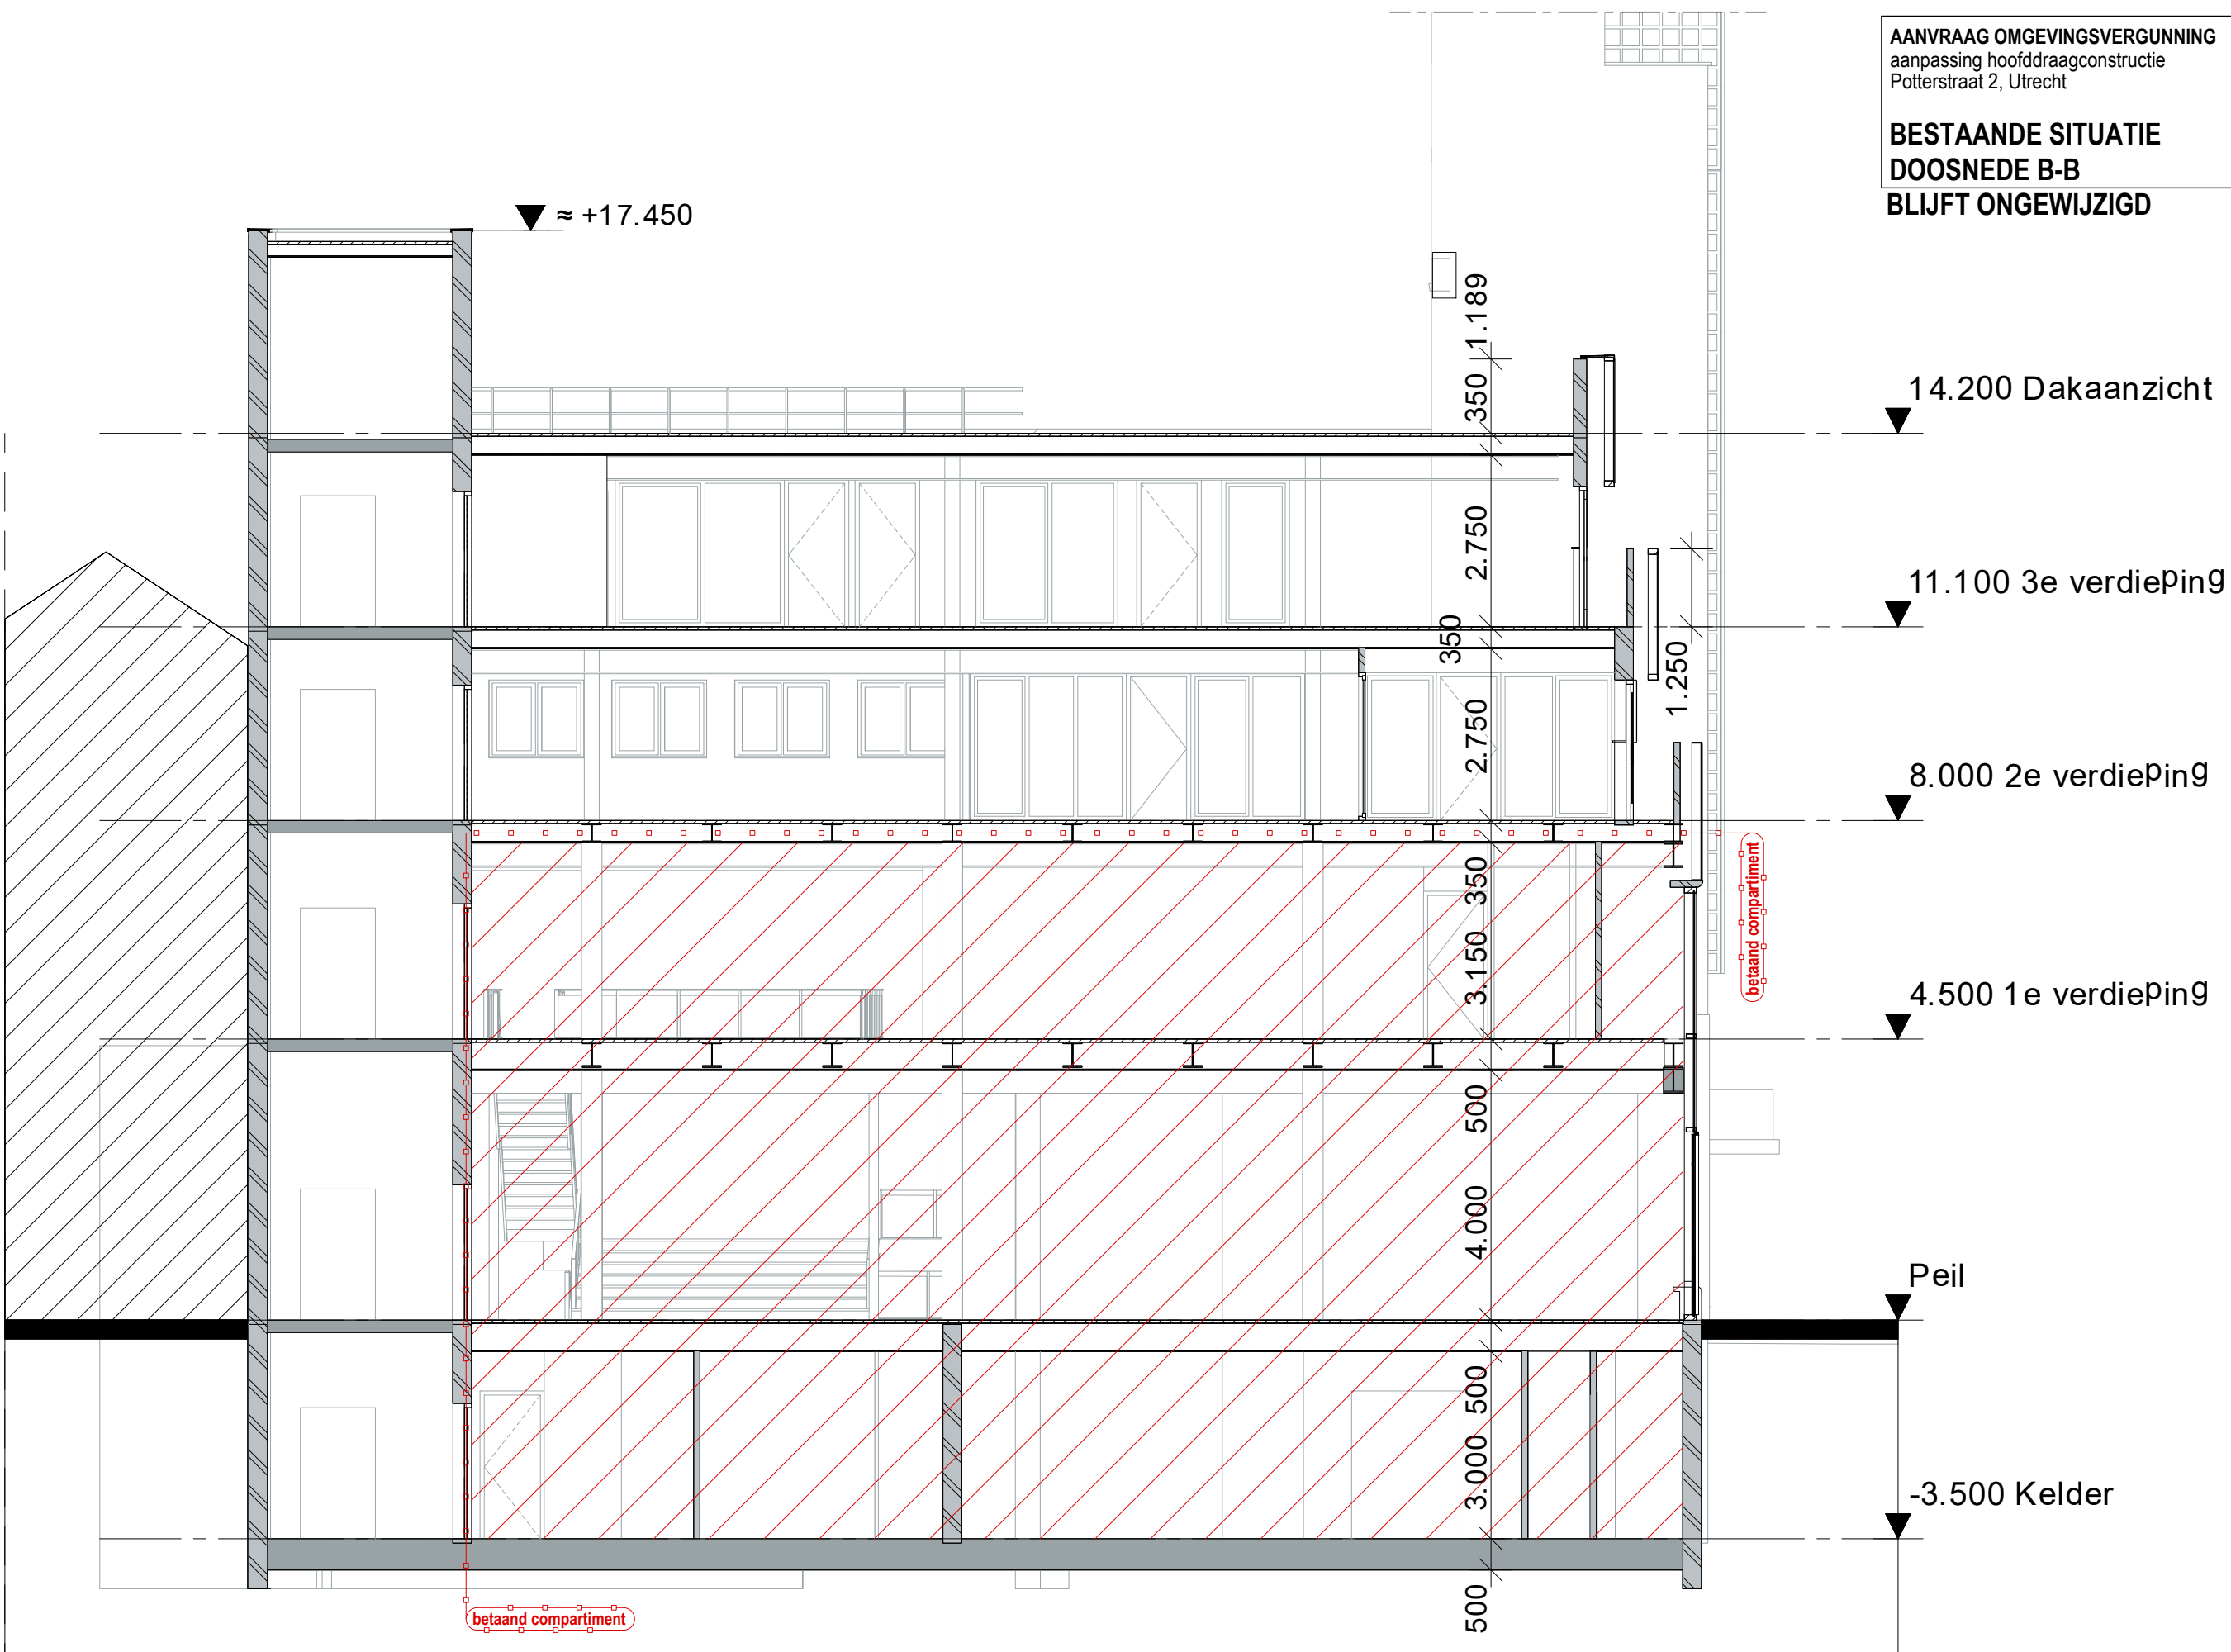 AANVRAAG OMGEVINGSVERGUNNING
aanpassing hoofddraagconstructie
Potterstraat 2, Utrecht
BESTAANDE SITUATIE
DOOSNEDE B-B
BLIJFT ONGEWIJZIGD
≈ +17.450
1.189
350
14.200 Dakaanzicht
2.750
11.100 3e verdieping
350
1.250
2.750
8.000 2e verdieping
betaand compartiment
350
3.150
4.500 1e verdieping
500
4.000
Peil
500
3.000
-3.500 Kelder
500
betaand compartiment